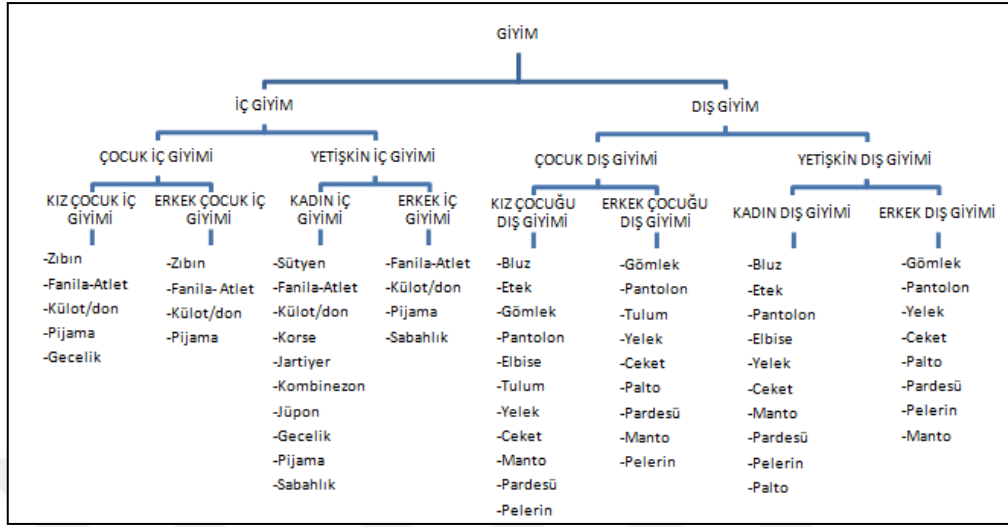 GİYİM
İÇ GİYİM
DIŞ GİYİM
ÇOCUK İÇ GİYİMİ
YETİŞKİN İÇ GİYİMİ
ÇOCUK DIŞ GİYİMİ
YETİŞKİN DIŞ GİYİMİ
KIZ ÇOCUK İÇ
GİYİMİ
-Zıbın
-Fanila-Atlet
-Külot/don
-Pijama
-Gecelik
ERKEK ÇOCUK İÇ
GİYİMİ
-Zıbın
-Fanila- Atlet
-Külot/don
-Pijama
KADIN İÇ
GİYİMİ
-Sütyen
-Fanila-Atlet
-Külot/don
-Korse
-Jartiyer
-Kombinezon
-Jüpon
-Gecelik
-Pijama
-Sabahlık
ERKEK İÇ
GİYİMİ
-Fanila-Atlet
-Külot/don
-Pijama
-Sabahlık
KIZ ÇOCUĞU
DIŞ GİYİMİ
-Bluz
-Etek
-Gömlek
-Pantolon
-Elbise
-Tulum
-Yelek
-Ceket
-Manto
-Pardesü
-Pelerin
ERKEK ÇOCUĞU
DIŞ GİYİMİ
-Gömlek
-Pantolon
-Tulum
-Yelek
-Ceket
-Palto
-Pardesü
-Manto
-Pelerin
KADIN DIŞ GİYİMİ
-Bluz
-Etek
-Pantolon
-Elbise
-Yelek
-Ceket
-Manto
-Pardesü
-Pelerin
-Palto
ERKEK DIŞ GİYİMİ
-Gömlek
-Pantolon
-Yelek
-Ceket
-Palto
-Pardesü
-Pelerin
-Manto